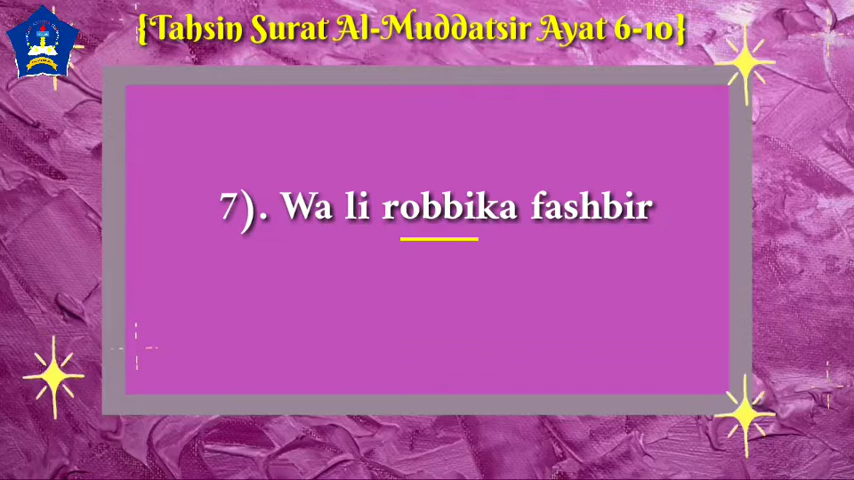 {Tahsin Surat Al-Muddatsir Ayat 6-10}
7). Wa li robbika fashbir